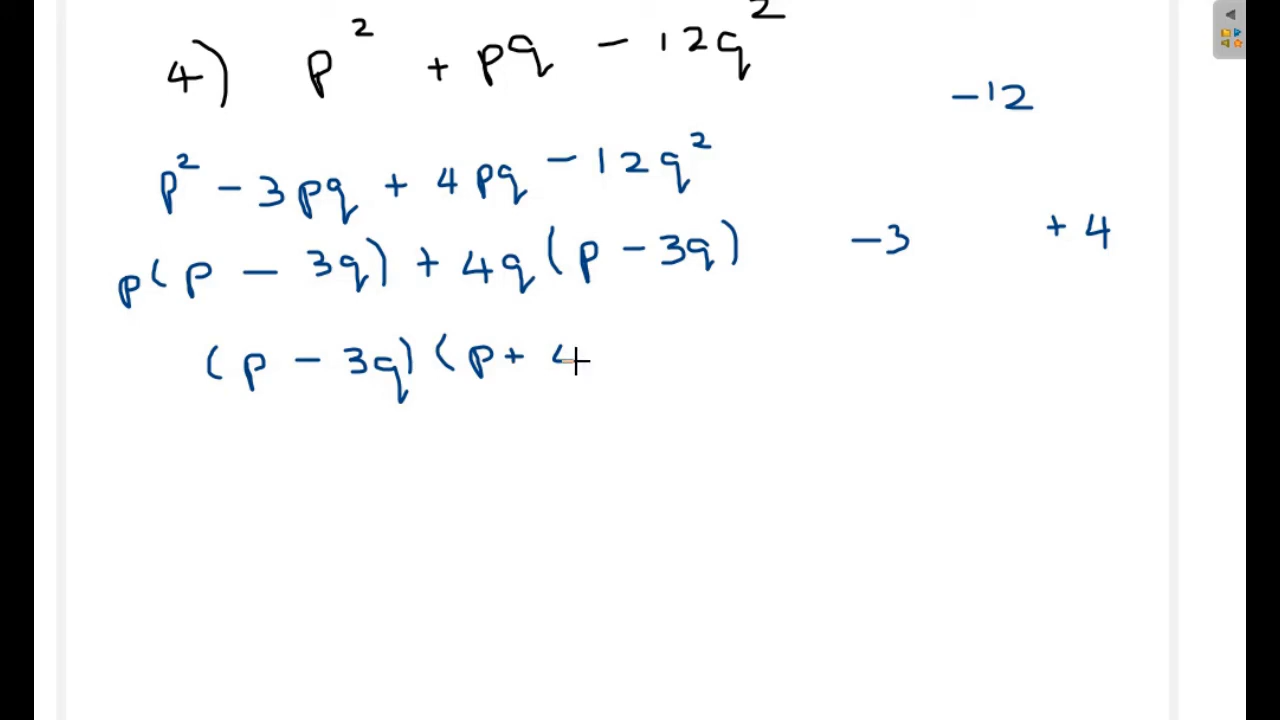 4) p² + pq - 12q²
-12
p² - 3pq + 4pq - 12q²
p(p - 3q) + 4q(p - 3q)
-3 +4
(p - 3q)(p + 4